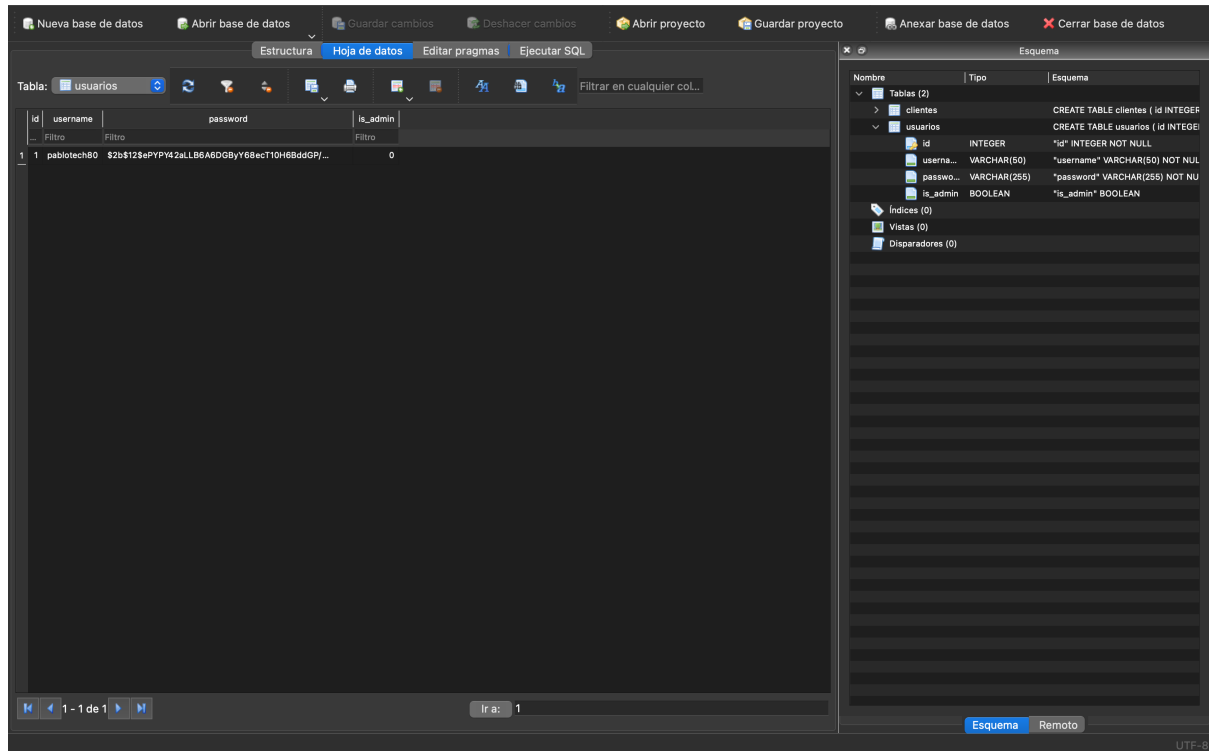 Nueva base de datos Abrir base de datos Guardar cambios Deshacer cambios Abrir proyecto Guardar proyecto Anexar base de datos Cerrar base de datos
Estructura Hoja de datos Editar pragmas Ejecutar SQL
Tabla: usuarios Filtrar en cualquier col...
id username password is_admin
... Filtro Filtro Filtro
1 1 pablotech80 $2b$12$ePYPY42aLLB6A6DGByY68ecT10H6BddGP/... 0
1 - 1 de 1 Ir a: 1
Esquema
Nombre Tipo Esquema
Tablas (2)
clientes CREATE TABLE clientes ( id INTEGER
usuarios CREATE TABLE usuarios ( id INTEGE
id INTEGER "id" INTEGER NOT NULL
userna... VARCHAR(50) "username" VARCHAR(50) NOT NUL
passwo... VARCHAR(255) "password" VARCHAR(255) NOT NU
is_admin BOOLEAN "is_admin" BOOLEAN
Índices (0)
Vistas (0)
Disparadores (0)
Esquema Remoto
UTF-8